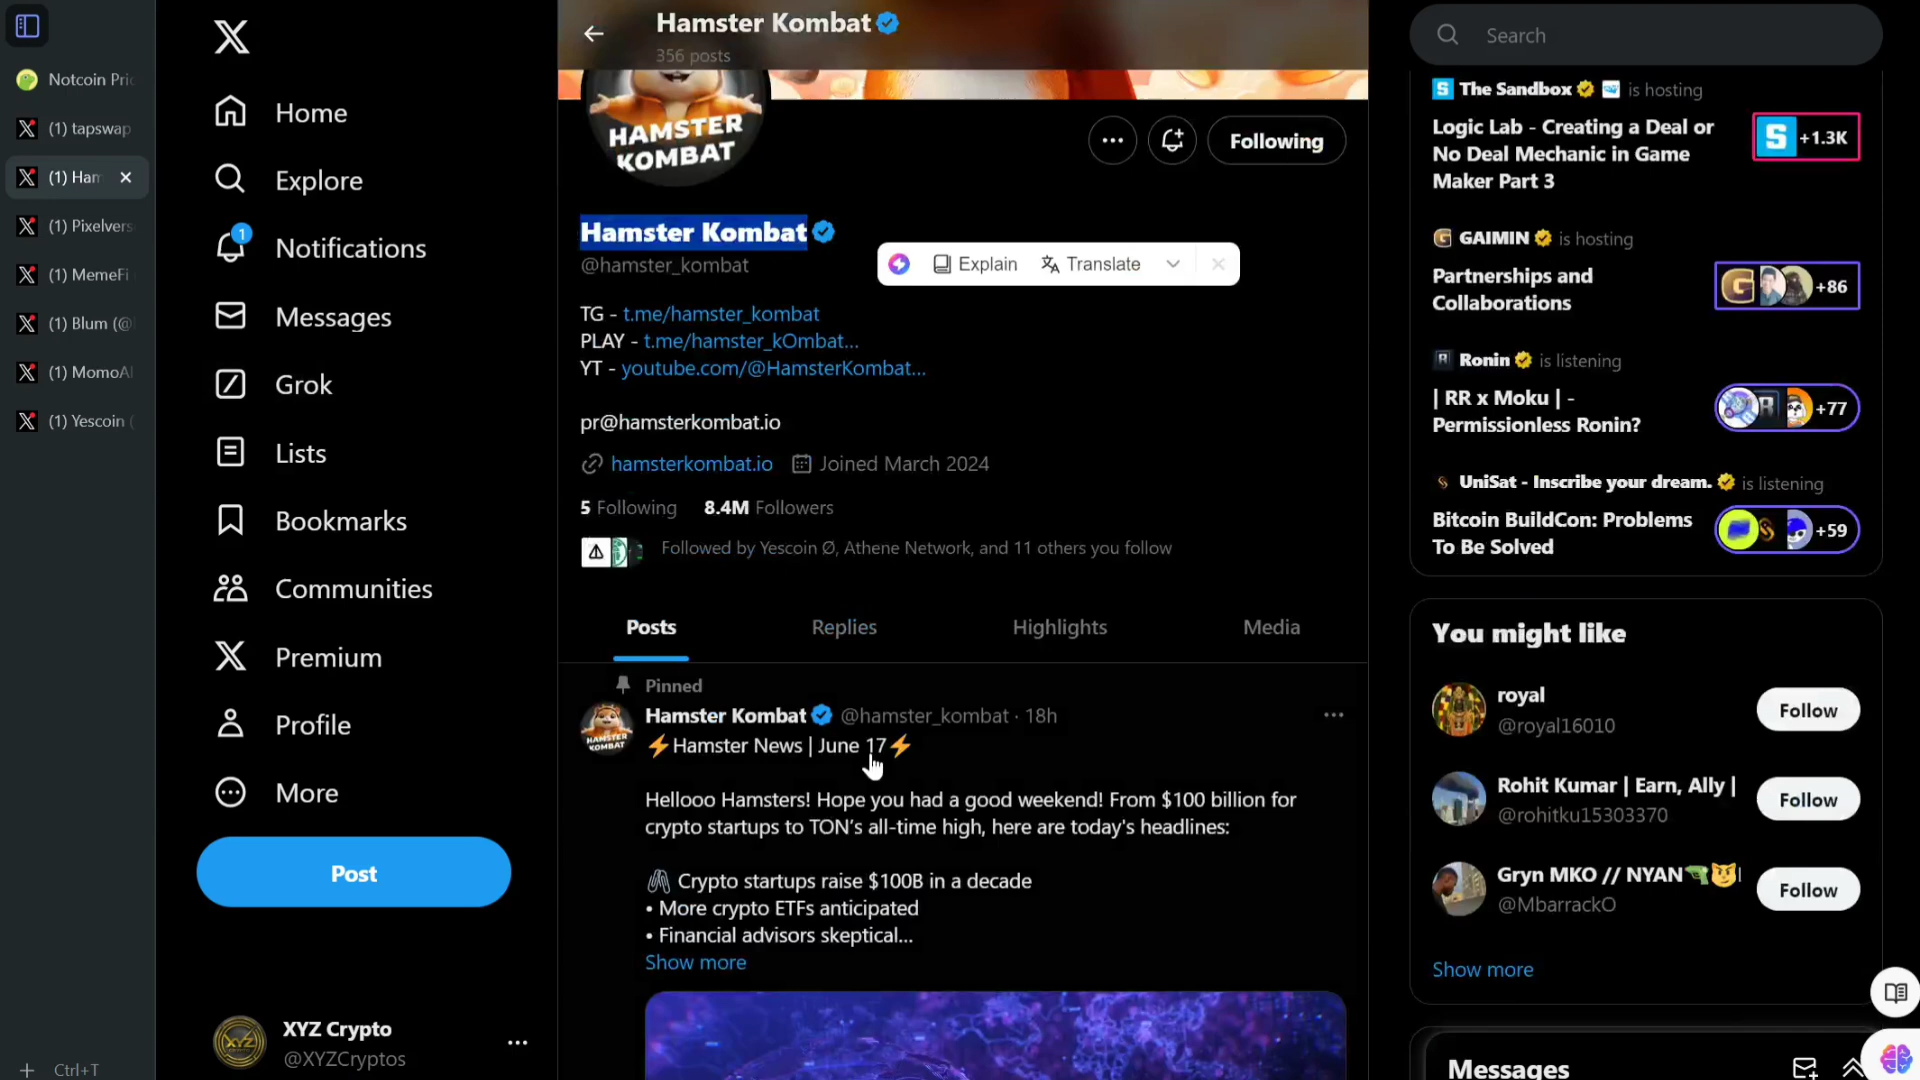 Notcoin Pric
(1) tapswap
(1) Ham
(1) Pixelvers
(1) MemeFi
(1) Blum (@
(1) MomoAI
(1) Yescoin (
Ctrl+T
Home
Explore
1
Notifications
Messages
Grok
Lists
Bookmarks
Communities
Premium
Profile
More
Post
XYZ
XYZ Crypto
@XYZCryptos
Hamster Kombat
356 posts
HAMSTER
KOMBAT
Following
Hamster Kombat
@hamster_kombat
Explain
Translate
TG - t.me/hamster_kombat
PLAY - t.me/hamster_kOmbat...
YT - youtube.com/@HamsterKombat...
pr@hamsterkombat.io
hamsterkombat.io
Joined March 2024
5 Following
8.4M Followers
Followed by Yescoin Ø, Athene Network, and 11 others you follow
Posts
Replies
Highlights
Media
Pinned
HAMSTER
KOMBAT
Hamster Kombat @hamster_kombat · 18h
⚡Hamster News | June 17⚡
Hellooo Hamsters! Hope you had a good weekend! From $100 billion for
crypto startups to TON’s all-time high, here are today's headlines:
🖇️ Crypto startups raise $100B in a decade
• More crypto ETFs anticipated
• Financial advisors skeptical...
Show more
Search
S The Sandbox is hosting
Logic Lab - Creating a Deal or
No Deal Mechanic in Game
Maker Part 3
S +1.3K
G GAIMIN is hosting
Partnerships and
Collaborations
G +86
R Ronin is listening
| RR x Moku | -
Permissionless Ronin?
R +77
UniSat - Inscribe your dream. is listening
Bitcoin BuildCon: Problems
To Be Solved
+59
You might like
royal
@royal16010
Follow
Rohit Kumar | Earn, Ally |
@rohitku15303370
Follow
Gryn MKO // NYAN🔫😼
@MbarrackO
Follow
Show more
Messages